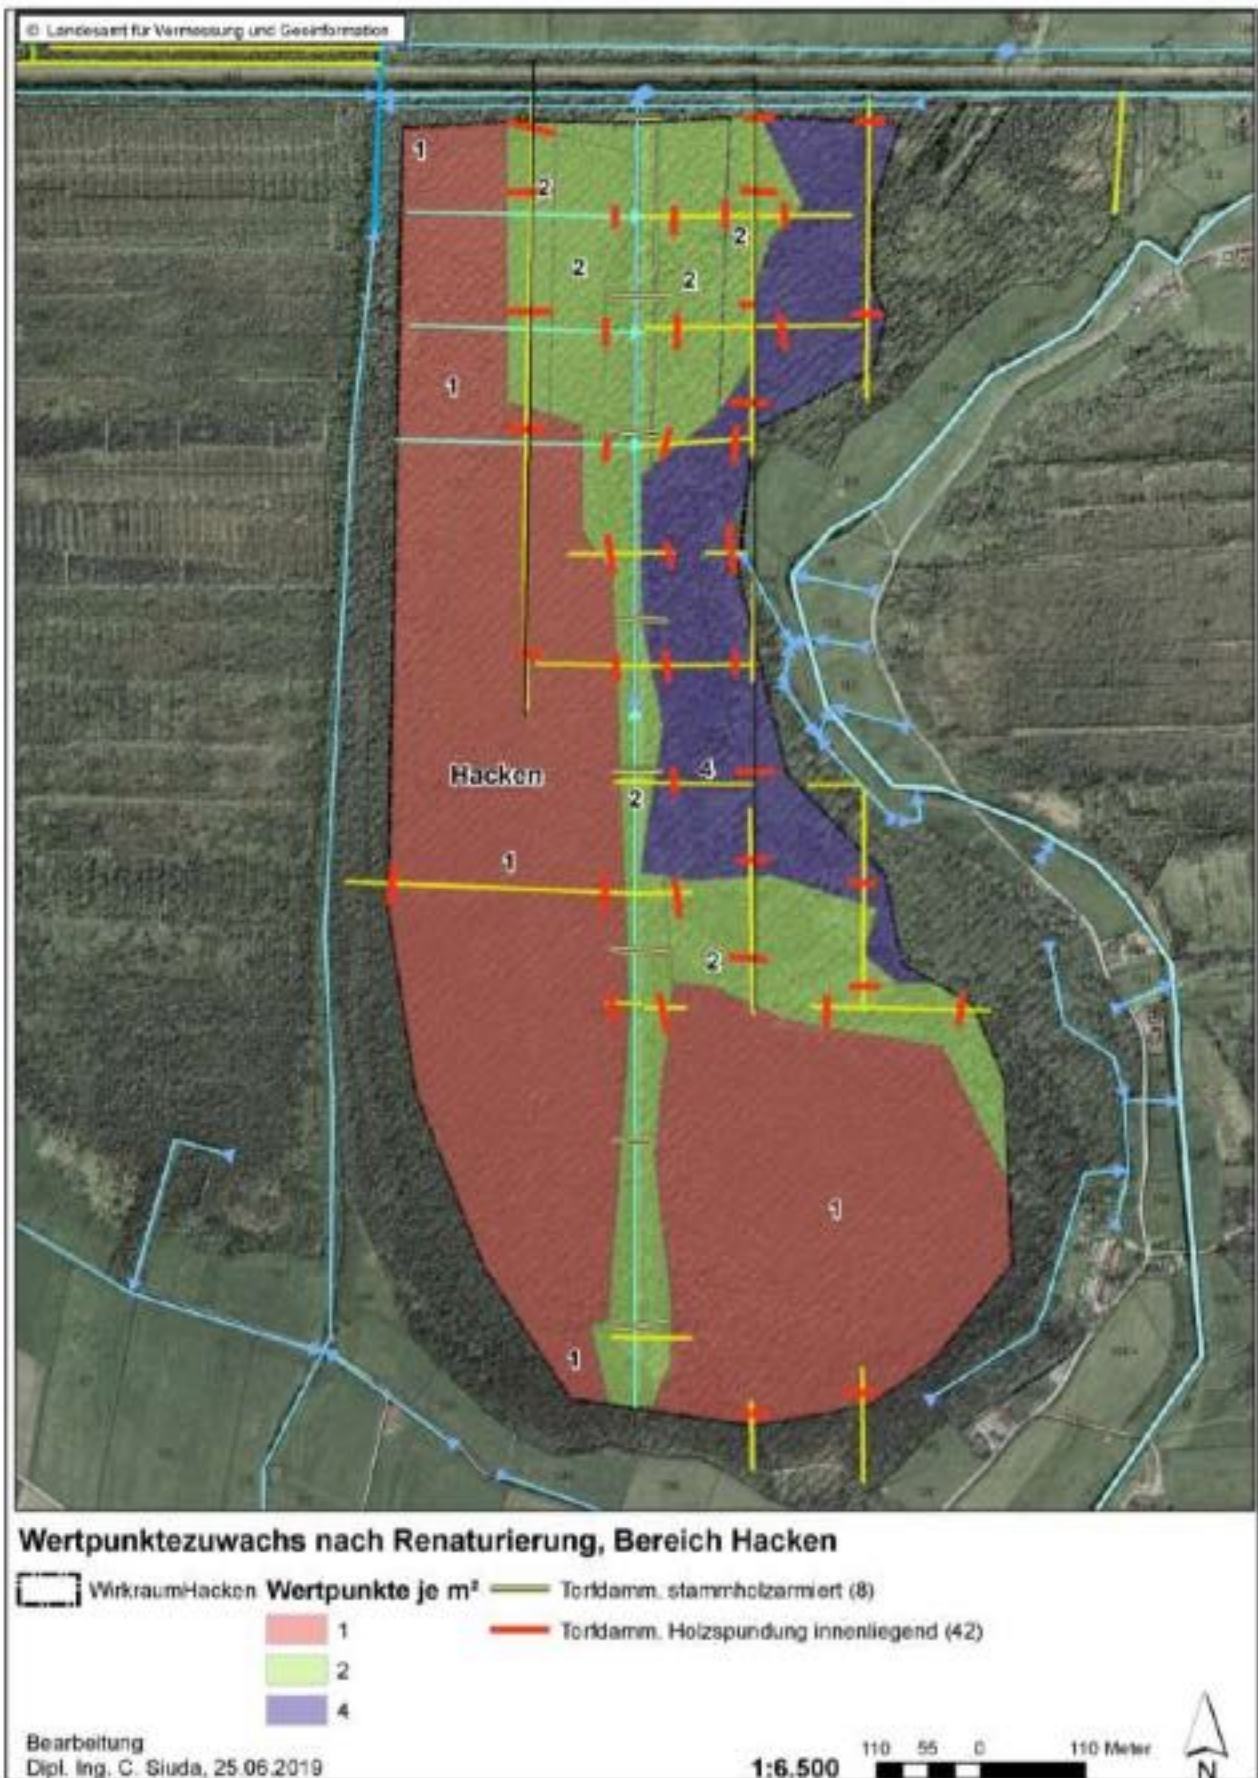 © Landesamt für Vermessung und Geoinformation
1
2
2
2
2
1
Hacken
4
2
1
2
1
1
Wertpunktezuwachs nach Renaturierung, Bereich Hacken
WirkraumHacken
Wertpunkte je m²
1
2
4
Torfdamm, stammholzarmiert (8)
Torfdamm, Holzspundung innenliegend (42)
Bearbeitung
Dipl. Ing. C. Siuda, 25.06.2019
1:6.500
110 55 0 110 Meter
N